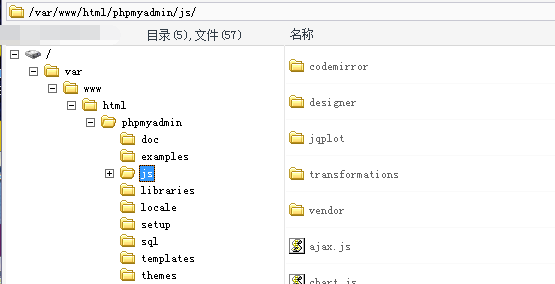 /var/www/html/phpmyadmin/js/
目录(5),文件(57)
名称
/
var
www
html
phpmyadmin
doc
examples
js
libraries
locale
setup
sql
templates
themes
codemirror
designer
jqplot
transformations
vendor
ajax.js
chart.js